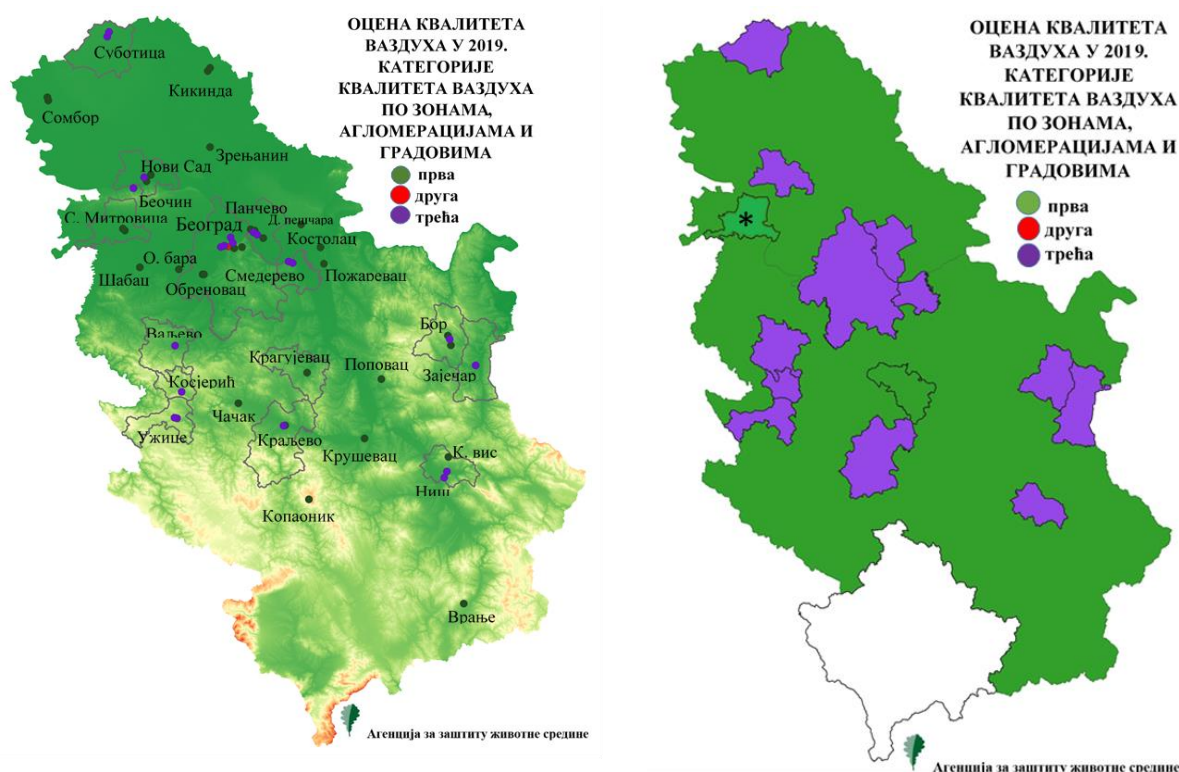 ОЦЕНА КВАЛИТЕТА
ВАЗДУХА У 2019.
КАТЕГОРИЈЕ
КВАЛИТЕТА ВАЗДУХА
ПО ЗОНАМА,
АГЛОМЕРАЦИЈАМА И
ГРАДОВИМА
прва
друга
трећа
Суботица
Кикинда
Сомбор
Зрењанин
Нови Сад
Беочин
С. Митровица
Панчево
Д. пешчара
Београд
Костолац
О. бара
Шабац
Смедерево
Пожаревац
Обреновац
Бор
Ваљево
Крагујевац
Поповац
Зајечар
Косјерић
Чачак
Ужице
Краљево
Крушевац
К. вис
Ниш
Копаоник
Врање
Агенција за заштиту животне средине
ОЦЕНА КВАЛИТЕТА
ВАЗДУХА У 2019.
КАТЕГОРИЈЕ
КВАЛИТЕТА ВАЗДУХА
ПО ЗОНАМА,
АГЛОМЕРАЦИЈАМА И
ГРАДОВИМА
прва
друга
трећа
*
Агенција за заштиту животне средине